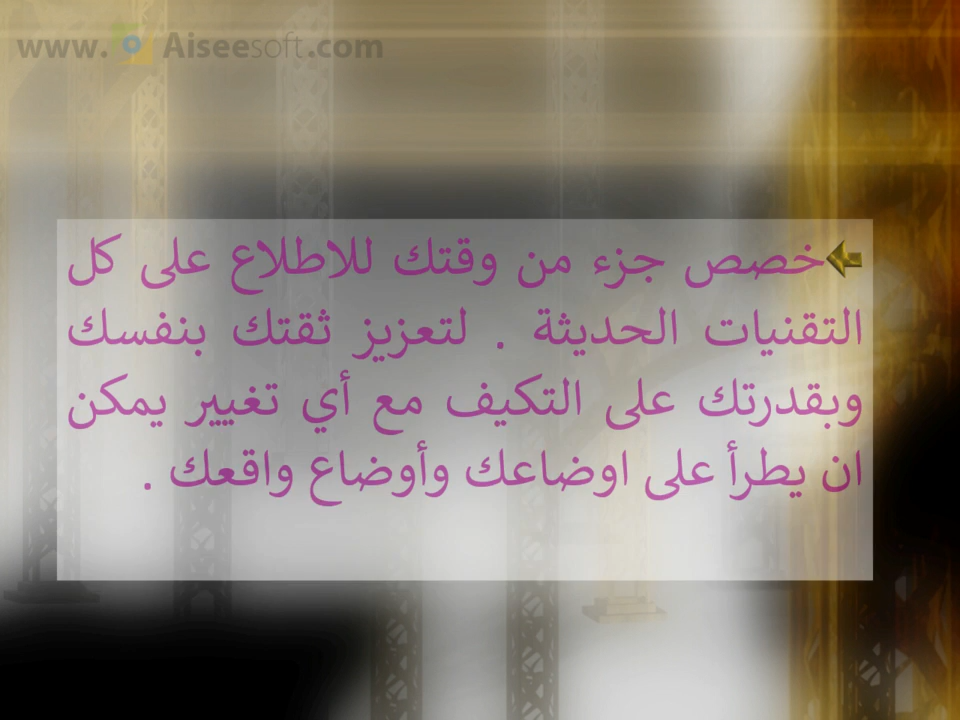 www.Aiseesoft.com
خصص جزء من وقتك للاطلاع على كل
التقنيات الحديثة . لتعزيز ثقتك بنفسك
وبقدرتك على التكيف مع أي تغيير يمكن
ان يطرأ على اوضاعك وأوضاع واقعك .